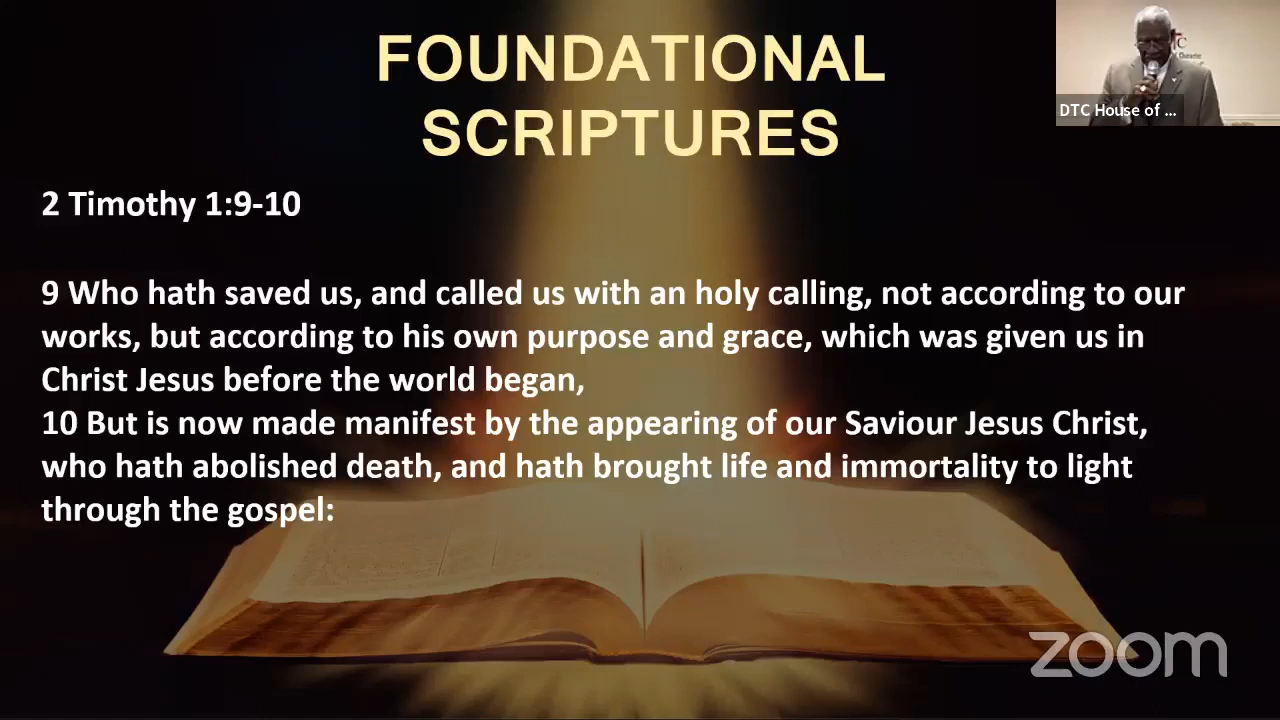 FOUNDATIONAL
SCRIPTURES
DTC House of ...
2 Timothy 1:9-10
9 Who hath saved us, and called us with an holy calling, not according to our
works, but according to his own purpose and grace, which was given us in
Christ Jesus before the world began,
10 But is now made manifest by the appearing of our Saviour Jesus Christ,
who hath abolished death, and hath brought life and immortality to light
through the gospel:
zoom